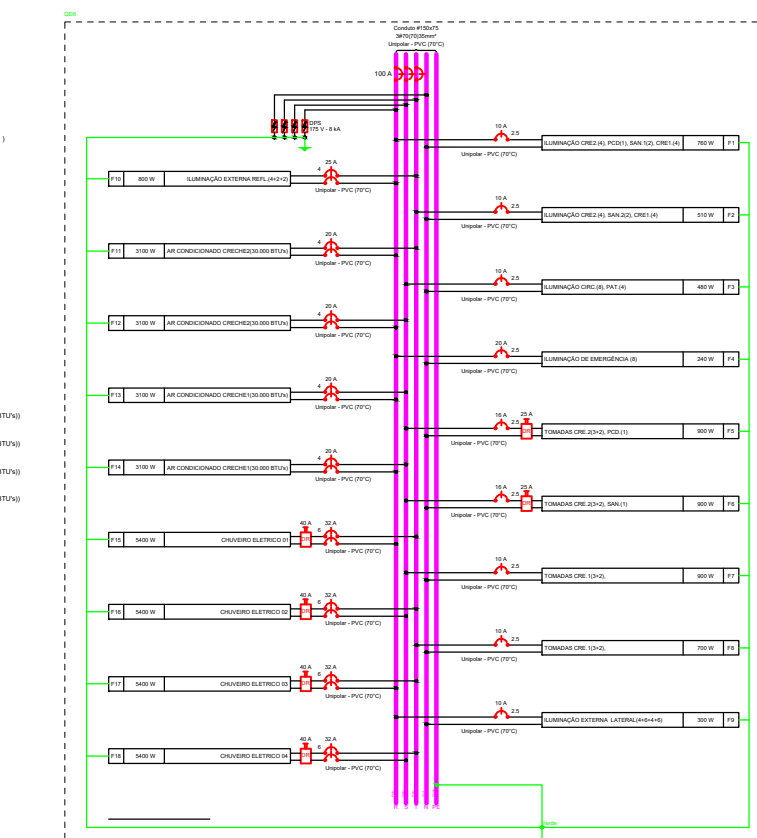 QD5
Conduto #150x75
3#70(70)35mm²
Unipolar - PVC (70°C)
100 A
DPS
175 V - 8 kA
)
BTU's))
BTU's))
BTU's))
BTU's))
F10 800 W ILUMINAÇÃO EXTERNA REFL.(4+2+2) 4 25 A
Unipolar - PVC (70°C)
F11 3100 W AR CONDICIONADO CRECHE2(30.000 BTU's) 4 20 A
Unipolar - PVC (70°C)
F12 3100 W AR CONDICIONADO CRECHE2(30.000 BTU's) 4 20 A
Unipolar - PVC (70°C)
F13 3100 W AR CONDICIONADO CRECHE1(30.000 BTU's) 4 20 A
Unipolar - PVC (70°C)
F14 3100 W AR CONDICIONADO CRECHE1(30.000 BTU's) 4 20 A
Unipolar - PVC (70°C)
F15 5400 W CHUVEIRO ELETRICO 01 40 A DR 6 32 A
Unipolar - PVC (70°C)
F16 5400 W CHUVEIRO ELETRICO 02 40 A DR 6 32 A
Unipolar - PVC (70°C)
F17 5400 W CHUVEIRO ELETRICO 03 40 A DR 6 32 A
Unipolar - PVC (70°C)
F18 5400 W CHUVEIRO ELETRICO 04 40 A DR 6 32 A
Unipolar - PVC (70°C)
10 A 2.5 ILUMINAÇÃO CRE2.(4), PCD(1), SAN.1(2), CRE1.(4) 760 W F1
Unipolar - PVC (70°C)
10 A 2.5 ILUMINAÇÃO CRE2.(4), SAN.2(2), CRE1.(4) 510 W F2
Unipolar - PVC (70°C)
10 A 2.5 ILUMINAÇÃO CIRC.(8), PAT.(4) 480 W F3
Unipolar - PVC (70°C)
20 A 2.5 ILUMINAÇÃO DE EMERGÊNCIA (8) 240 W F4
Unipolar - PVC (70°C)
16 A 2.5 25 A DR TOMADAS CRE.2(3+2), PCD.(1) 900 W F5
Unipolar - PVC (70°C)
16 A 2.5 25 A DR TOMADAS CRE.2(3+2), SAN.(1) 900 W F6
Unipolar - PVC (70°C)
10 A 2.5 TOMADAS CRE.1(3+2), 900 W F7
Unipolar - PVC (70°C)
10 A 2.5 TOMADAS CRE.1(3+2), 700 W F8
Unipolar - PVC (70°C)
10 A 2.5 ILUMINAÇÃO EXTERNA LATERAL(4+6+4+6) 300 W F9
Unipolar - PVC (70°C)